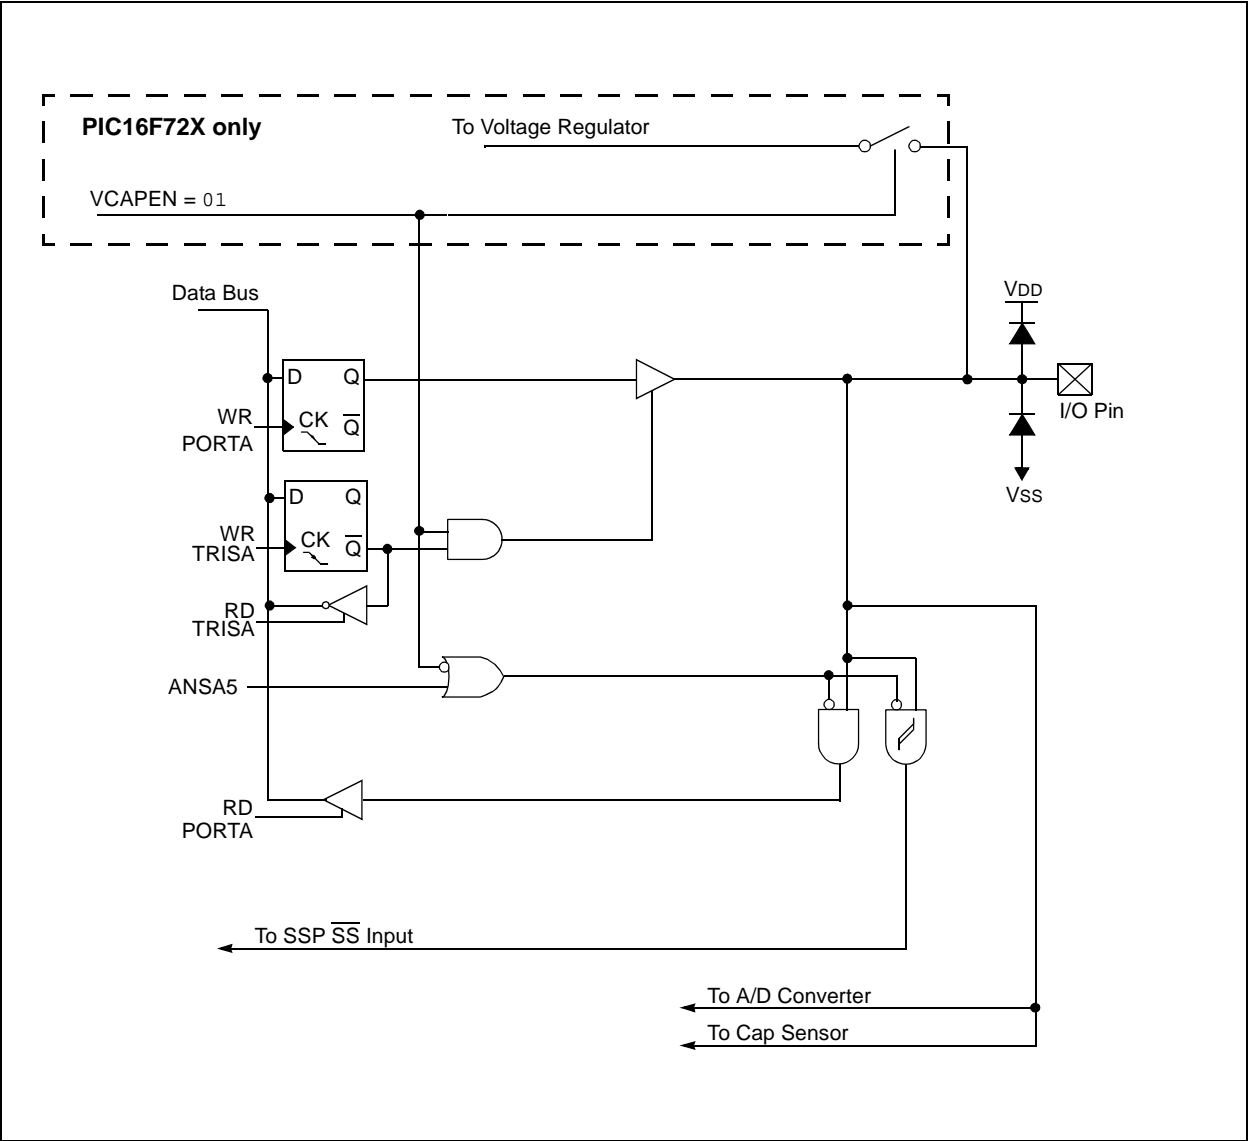 PIC16F72X only
To Voltage Regulator
VCAPEN = 01
Data Bus
VDD
D Q
WR
PORTA
CK
Q̅
I/O Pin
VSS
D Q
WR
TRISA
CK
Q̅
RD
TRISA
ANSA5
RD
PORTA
To SSP S̅S̅ Input
To A/D Converter
To Cap Sensor